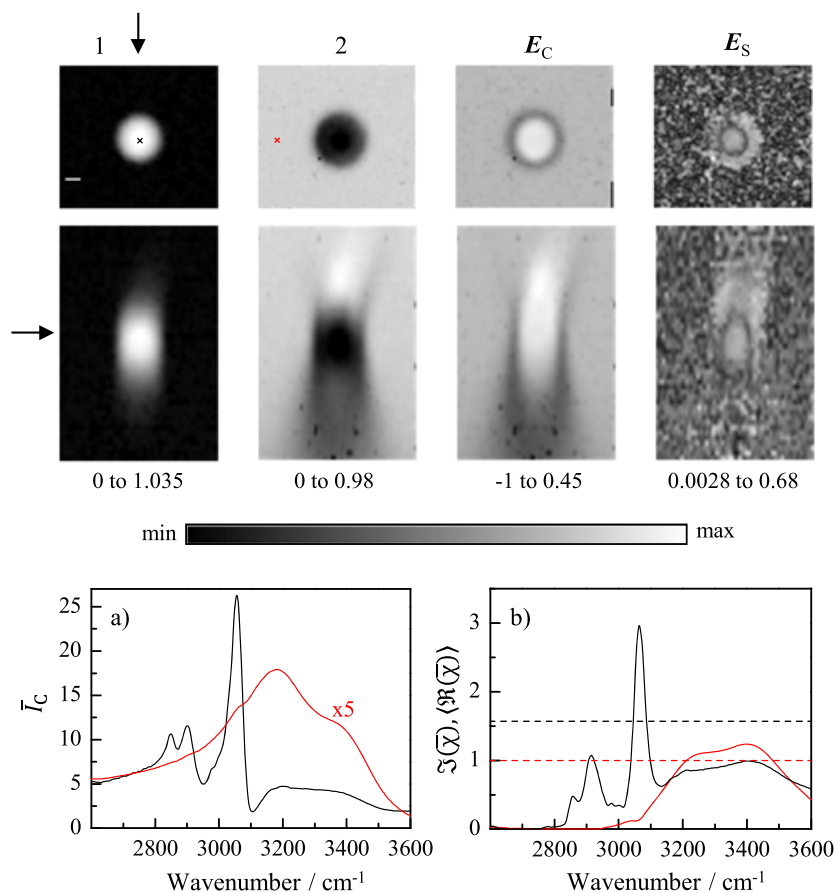 1 2 E_C E_S
0 to 1.035 0 to 0.98 -1 to 0.45 0.0028 to 0.68
min max
a)
x5
25
20
15
10
5
0
Ī_C
2800 3000 3200 3400 3600
Wavenumber / cm⁻¹
b)
3
2
1
0
ℑ(χ̅),⟨ℜ(χ̅)⟩
2800 3000 3200 3400 3600
Wavenumber / cm⁻¹